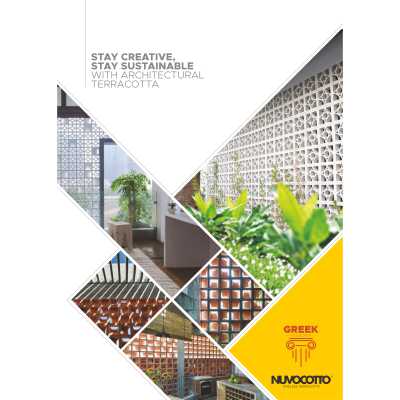 STAY CREATIVE,
STAY SUSTAINABLE
WITH ARCHITECTURAL
TERRACOTTA
GREEK
NUVOCOTTO